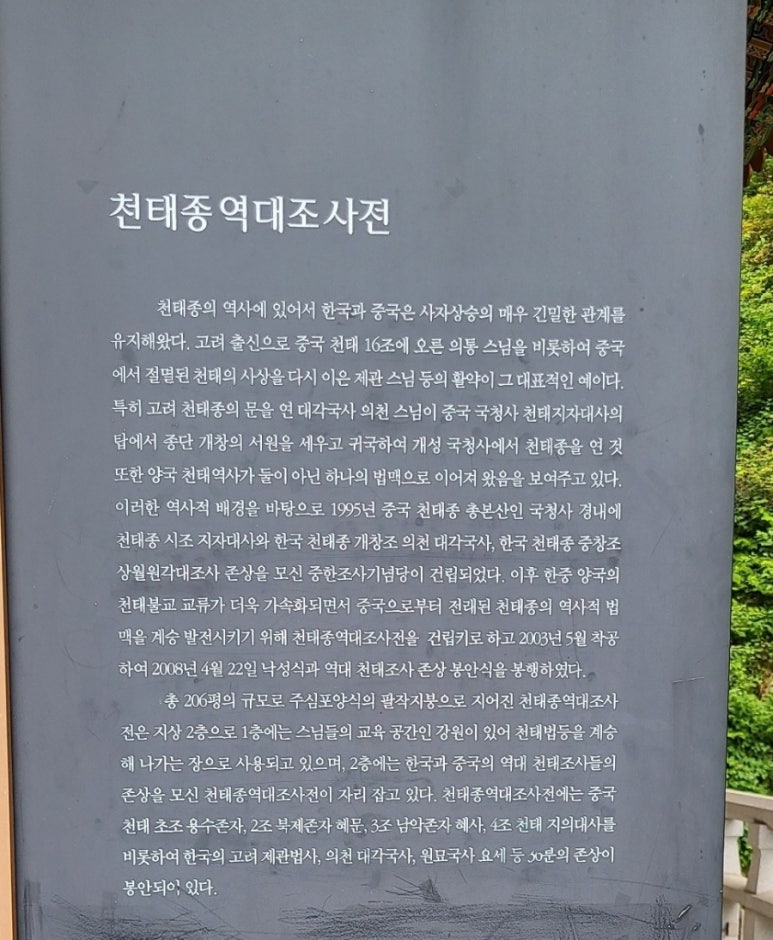 천태종역대조사전
천태종의 역사에 있어서 한국과 중국은 사자상승의 매우 긴밀한 관계를
유지해왔다. 고려 출신으로 중국 천태 16조에 오른 의통 스님을 비롯하여 중국
에서 절멸된 천태의 사상을 다시 이은 제관 스님 등의 활약이 그 대표적인 예이다.
특히 고려 천태종의 문을 연 대각국사 의천 스님이 중국 국청사 천태지자대사의
탑에서 종단 개창의 서원을 세우고 귀국하여 개성 국청사에서 천태종을 연 것
또한 양국 천태역사가 둘이 아닌 하나의 법맥으로 이어져 왔음을 보여주고 있다.
이러한 역사적 배경을 바탕으로 1995년 중국 천태종 총본산인 국청사 경내에
천태종 시조 지자대사와 한국 천태종 개창조 의천 대각국사, 한국 천태종 중창조
상월원각대조사 존상을 모신 중한조사기념당이 건립되었다. 이후 한중 양국의
천태불교 교류가 더욱 가속화되면서 중국으로부터 전래된 천태종의 역사적 법
맥을 계승 발전시키기 위해 천태종역대조사전을 건립키로 하고 2003년 5월 착공
하여 2008년 4월 22일 낙성식과 역대 천태조사 존상 봉안식을 봉행하였다.
총 206평의 규모로 주심포양식의 팔작지붕으로 지어진 천태종역대조사
전은 지상 2층으로 1층에는 스님들의 교육 공간인 강원이 있어 천태법등을 계승
해 나가는 장으로 사용되고 있으며, 2층에는 한국과 중국의 역대 천태조사들의
존상을 모신 천태종역대조사전이 자리 잡고 있다. 천태종역대조사전에는 중국
천태 초조 용수존자, 2조 북제존자 혜문, 3조 남악존자 혜사, 4조 천태 지의대사를
비롯하여 한국의 고려 제관법사, 의천 대각국사, 원묘국사 요세 등 분의 존상이
봉안되어 있다.